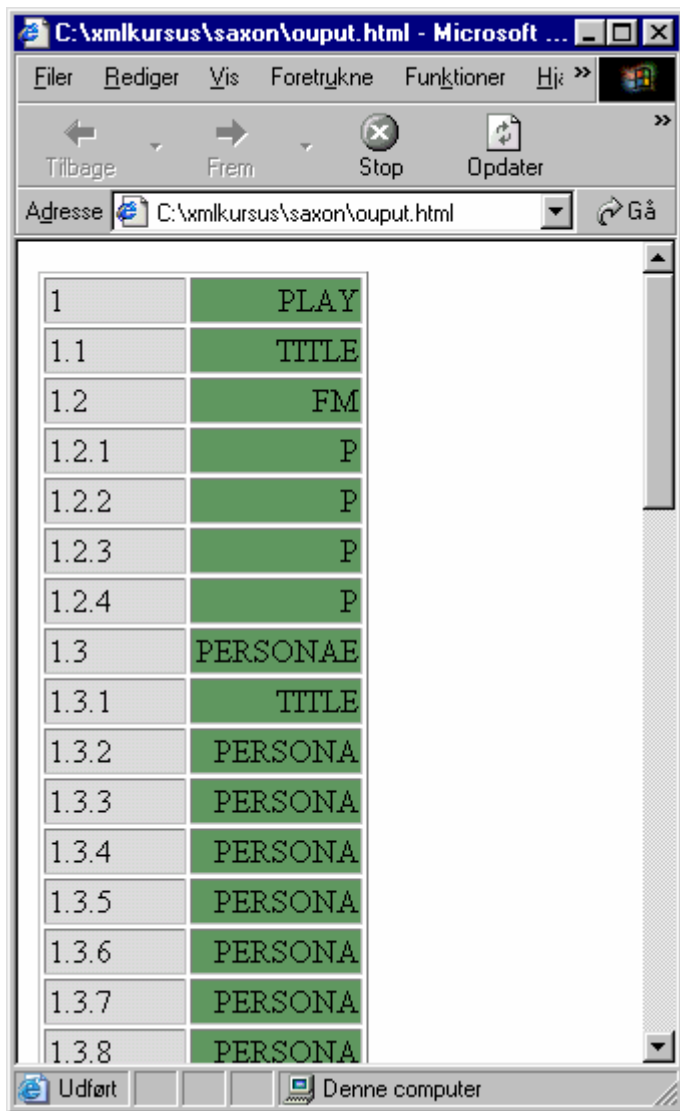 C:\xmlkursus\saxon\ouput.html - Microsoft ...
Filer Rediger Vis Foretrukne Funktioner Hjæ »
Tilbage Frem Stop Opdater »
Adresse C:\xmlkursus\saxon\ouput.html Gå
1 PLAY
1.1 TITLE
1.2 FM
1.2.1 P
1.2.2 P
1.2.3 P
1.2.4 P
1.3 PERSONAE
1.3.1 TITLE
1.3.2 PERSONA
1.3.3 PERSONA
1.3.4 PERSONA
1.3.5 PERSONA
1.3.6 PERSONA
1.3.7 PERSONA
1.3.8 PERSONA
Udført Denne computer